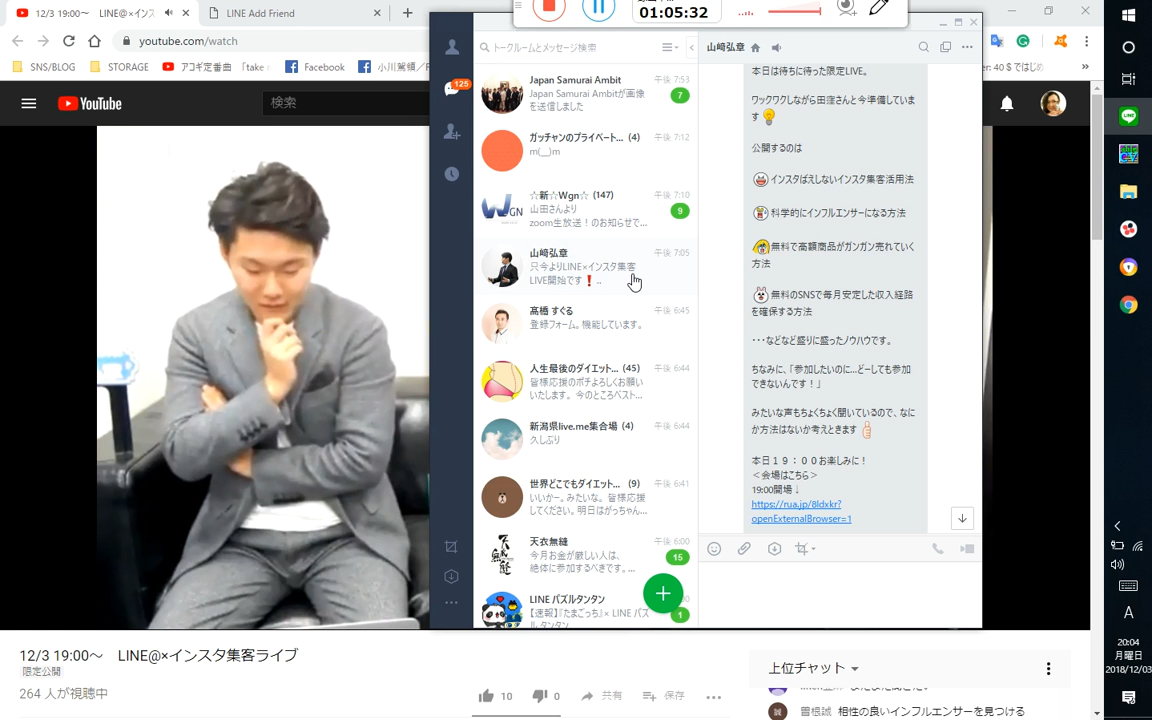 12/3 19:00～ LINE@×インス
LINE Add Friend
01:05:32
youtube.com/watch
SNS/BLOG
STORAGE
アコギ定番曲 「take
Facebook
小川鶯頻/F
er: 40＄ではじめ
YouTube
検索
125
トークルームとメッセージ検索
Japan Samurai Ambit 午後 7:53
Japan Samurai Ambitが画像
を送信しました
7
ガッチャンのプライベート... (4) 午後 7:12
m(__)m
☆新☆Wgn☆ (147) 午後 7:10
山田さんより
zoom生放送！のお知らせで...
9
WGN
山﨑弘章 午後 7:05
只今よりLINE×インスタ集客
LIVE開始です❗ ..
髙橋 すぐる 午後 6:45
登録フォーム。機能しています。
人生最後のダイエット... (45) 午後 6:44
皆様応援のポチよろしくお願い
いたします。 今のところベスト...
新潟県live.me集合場 (4) 午後 6:44
久しぶり
世界どこでもダイエット... (9) 午後 6:41
いいかー。みたいな。 皆様応援
してください。明日はがっちゃん...
天衣無縫 午後 6:00
今月お金が厳しい人は、
絶体に参加するべきです。...
15
天衣無縫
LINE パズルタンタン
【速報】『たまごっち』× LINE パズ
ル タンタン
1
山﨑弘章
本日は待ちに待った限定LIVE。
ワックワクしながら田窪さんと今準備していま
す
公開するのは
インスタばえしないインスタ集客活用法
科学的にインフルエンサーになる方法
無料で高額商品がガンガン売れていく
方法
無料のSNSで毎月安定した収入経路
を確保する方法
・・・などなど盛りに盛ったノウハウです。
ちなみに、「参加したいのに...どーしても参加
できないんです！」
みたいな声もちょくちょく聞いているので、なに
か方法はないか考えときます
本日１９：００お楽しみに！
＜会場はこちら＞
19:00開場↓
https://rua.jp/8ldxkr?
openExternalBrowser=1
12/3 19:00～ LINE@×インスタ集客ライブ
限定公開
264 人が視聴中
10
0
共有
保存
上位チャット
曽根誠 相性の良いインフルエンサーを見つける
A
20:04
月曜日
2018/12/03